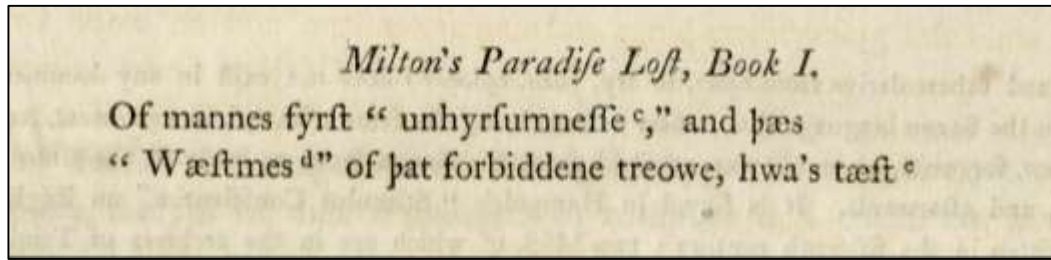 Milton's Paradiſe Loſt, Book I.
Of mannes fyrſt “ unhyrſumneſſe ᶜ,” and þæs
“ Wæſtmes ᵈ” of þat forbiddene treowe, hwa's tæſt ᵉ